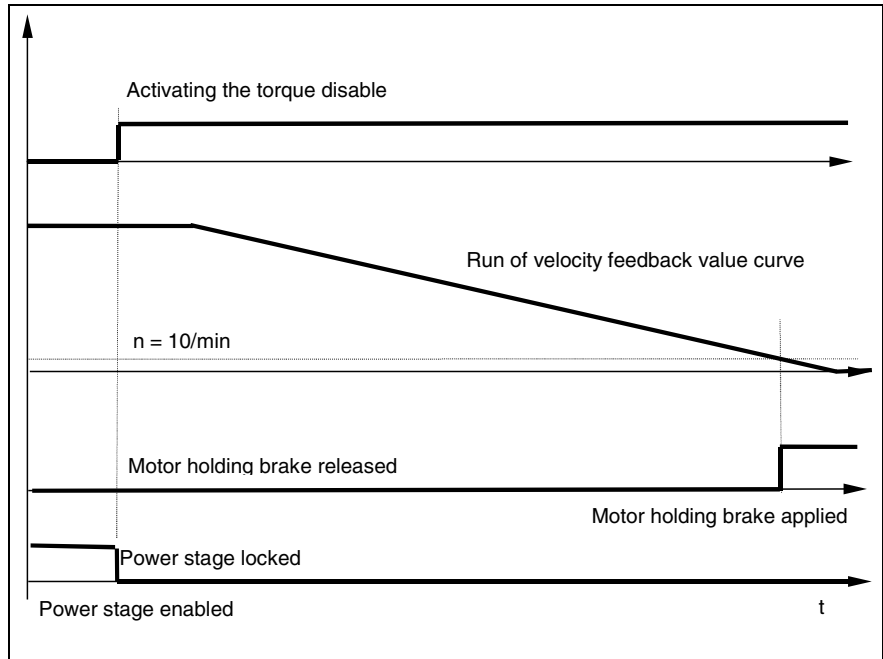 Activating the torque disable
Run of velocity feedback value curve
n = 10/min
Motor holding brake released
Motor holding brake applied
Power stage locked
Power stage enabled
t